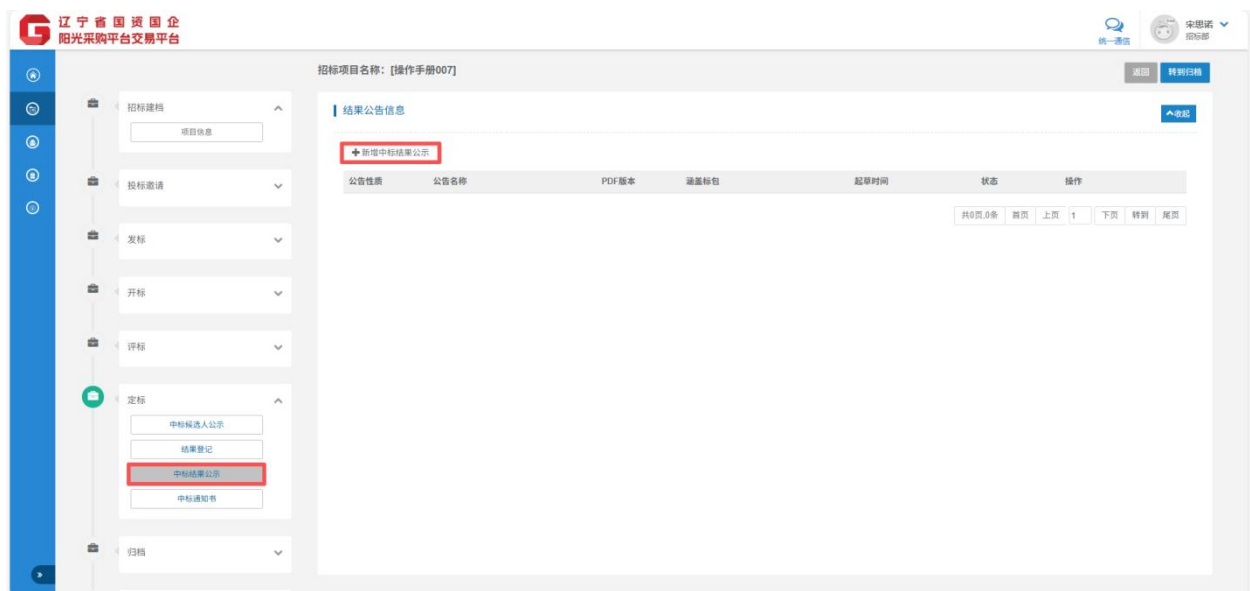 辽宁省国资国企
阳光采购平台交易平台
统一通信
宋思诺
招标部
招标项目名称：[操作手册007]
返回
转到归档
招标建档
项目信息
投标邀请
发标
开标
评标
定标
中标候选人公示
结果登记
中标结果公示
中标通知书
归档
结果公告信息
收起
新增中标结果公示
公告性质 公告名称 PDF版本 涵盖标包 起草时间 状态 操作
共0页,0条 首页 上页 1 下页 转到 尾页